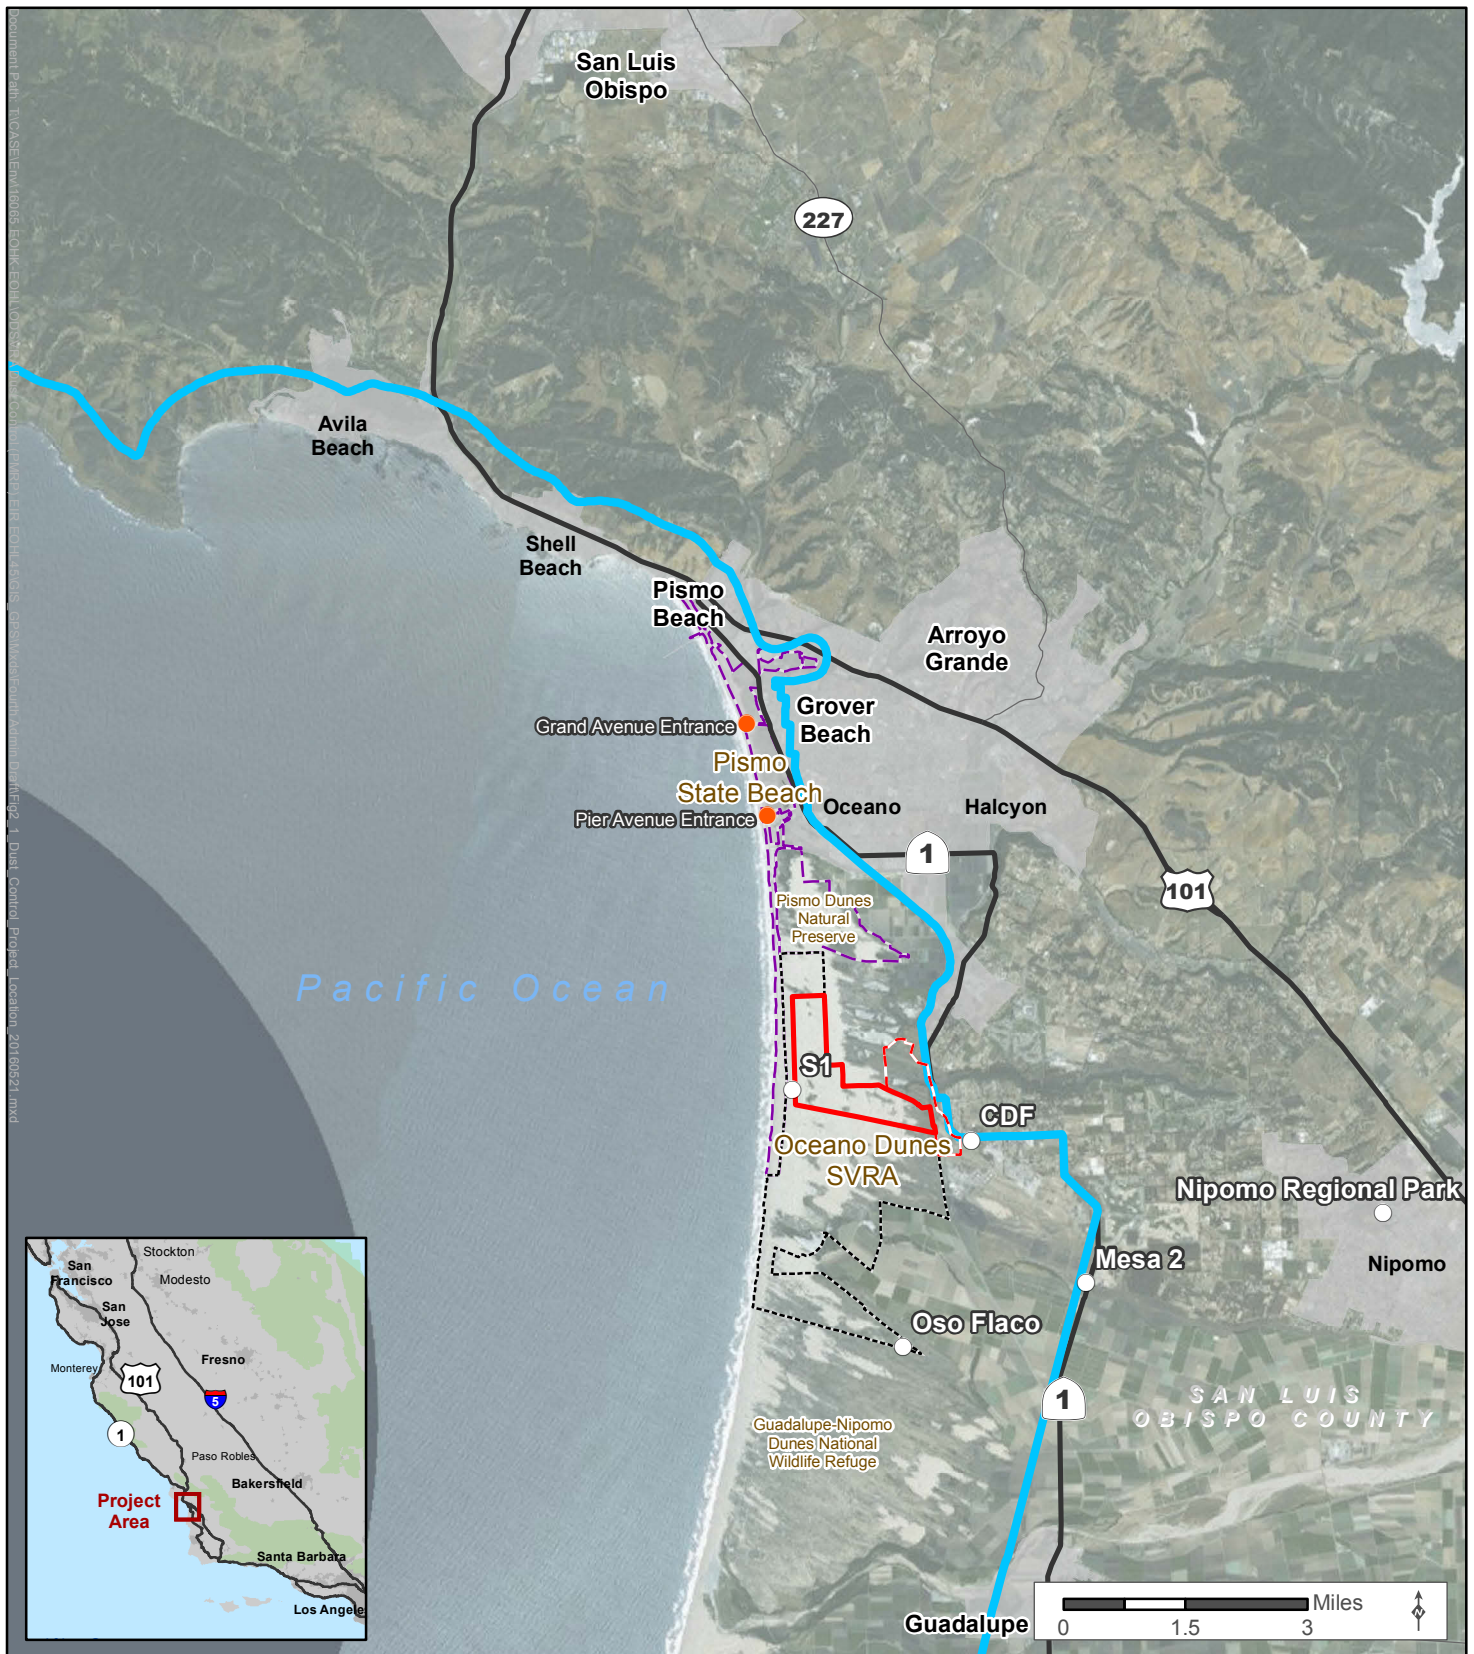 San Luis
Obispo
227
Avila
Beach
Shell
Beach
Pismo
Beach
Arroyo
Grande
Grover
Beach
Grand Avenue Entrance
Pismo
State Beach
Pier Avenue Entrance
Oceano
Halcyon
1
101
Pismo Dunes
Natural
Preserve
Pacific Ocean
S1
CDF
Oceano Dunes
SVRA
Nipomo Regional Park
Nipomo
Mesa 2
Oso Flaco
1
SAN LUIS
OBISPO COUNTY
Guadalupe-Nipomo
Dunes National
Wildlife Refuge
Guadalupe
Miles
0
1.5
3
N
Stockton
San
Francisco
Modesto
San
Jose
Fresno
Monterey
101
5
1
Paso Robles
Bakersfield
Project
Area
Santa Barbara
Los Angele